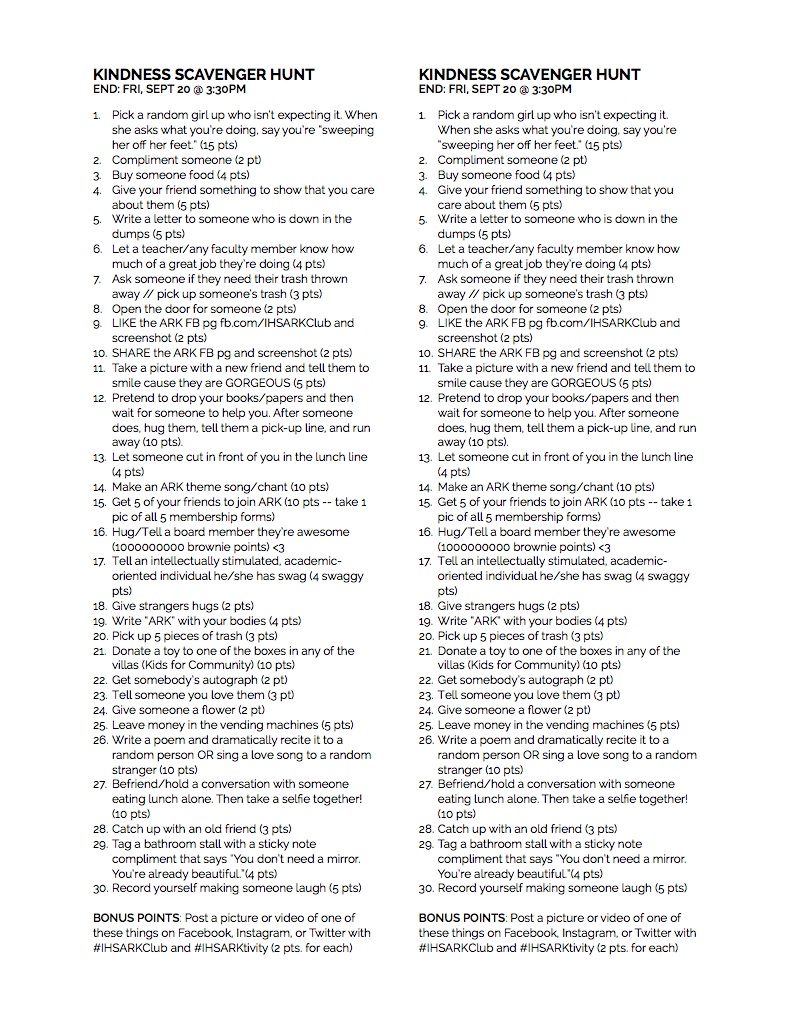 KINDNESS SCAVENGER HUNT
END: FRI, SEPT 20 @ 3:30PM
1. Pick a random girl up who isn't expecting it. When
she asks what you're doing, say you're "sweeping
her off her feet." (15 pts)
2. Compliment someone (2 pt)
3. Buy someone food (4 pts)
4. Give your friend something to show that you care
about them (5 pts)
5. Write a letter to someone who is down in the
dumps (5 pts)
6. Let a teacher/any faculty member know how
much of a great job they're doing (4 pts)
7. Ask someone if they need their trash thrown
away // pick up someone's trash (3 pts)
8. Open the door for someone (2 pts)
9. LIKE the ARK FB pg fb.com/IHSARKClub and
screenshot (2 pts)
10. SHARE the ARK FB pg and screenshot (2 pts)
11. Take a picture with a new friend and tell them to
smile cause they are GORGEOUS (5 pts)
12. Pretend to drop your books/papers and then
wait for someone to help you. After someone
does, hug them, tell them a pick-up line, and run
away (10 pts).
13. Let someone cut in front of you in the lunch line
(4 pts)
14. Make an ARK theme song/chant (10 pts)
15. Get 5 of your friends to join ARK (10 pts -- take 1
pic of all 5 membership forms)
16. Hug/Tell a board member they're awesome
(1000000000 brownie points) <3
17. Tell an intellectually stimulated, academic-
oriented individual he/she has swag (4 swaggy
pts)
18. Give strangers hugs (2 pts)
19. Write "ARK" with your bodies (4 pts)
20. Pick up 5 pieces of trash (3 pts)
21. Donate a toy to one of the boxes in any of the
villas (Kids for Community) (10 pts)
22. Get somebody's autograph (2 pt)
23. Tell someone you love them (3 pt)
24. Give someone a flower (2 pt)
25. Leave money in the vending machines (5 pts)
26. Write a poem and dramatically recite it to a
random person OR sing a love song to a random
stranger (10 pts)
27. Befriend/hold a conversation with someone
eating lunch alone. Then take a selfie together!
(10 pts)
28. Catch up with an old friend (3 pts)
29. Tag a bathroom stall with a sticky note
compliment that says "You don't need a mirror.
You're already beautiful."(4 pts)
30. Record yourself making someone laugh (5 pts)
BONUS POINTS: Post a picture or video of one of
these things on Facebook, Instagram, or Twitter with
#IHSARKClub and #IHSARKtivity (2 pts. for each)
KINDNESS SCAVENGER HUNT
END: FRI, SEPT 20 @ 3:30PM
1. Pick a random girl up who isn't expecting it.
When she asks what you're doing, say you're
"sweeping her off her feet." (15 pts)
2. Compliment someone (2 pt)
3. Buy someone food (4 pts)
4. Give your friend something to show that you
care about them (5 pts)
5. Write a letter to someone who is down in the
dumps (5 pts)
6. Let a teacher/any faculty member know how
much of a great job they're doing (4 pts)
7. Ask someone if they need their trash thrown
away // pick up someone's trash (3 pts)
8. Open the door for someone (2 pts)
9. LIKE the ARK FB pg fb.com/IHSARKClub and
screenshot (2 pts)
10. SHARE the ARK FB pg and screenshot (2 pts)
11. Take a picture with a new friend and tell them to
smile cause they are GORGEOUS (5 pts)
12. Pretend to drop your books/papers and then
wait for someone to help you. After someone
does, hug them, tell them a pick-up line, and run
away (10 pts).
13. Let someone cut in front of you in the lunch line
(4 pts)
14. Make an ARK theme song/chant (10 pts)
15. Get 5 of your friends to join ARK (10 pts -- take 1
pic of all 5 membership forms)
16. Hug/Tell a board member they're awesome
(1000000000 brownie points) <3
17. Tell an intellectually stimulated, academic-
oriented individual he/she has swag (4 swaggy
pts)
18. Give strangers hugs (2 pts)
19. Write "ARK" with your bodies (4 pts)
20. Pick up 5 pieces of trash (3 pts)
21. Donate a toy to one of the boxes in any of the
villas (Kids for Community) (10 pts)
22. Get somebody's autograph (2 pt)
23. Tell someone you love them (3 pt)
24. Give someone a flower (2 pt)
25. Leave money in the vending machines (5 pts)
26. Write a poem and dramatically recite it to a
random person OR sing a love song to a random
stranger (10 pts)
27. Befriend/hold a conversation with someone
eating lunch alone. Then take a selfie together!
(10 pts)
28. Catch up with an old friend (3 pts)
29. Tag a bathroom stall with a sticky note
compliment that says "You don't need a mirror.
You're already beautiful."(4 pts)
30. Record yourself making someone laugh (5 pts)
BONUS POINTS: Post a picture or video of one of
these things on Facebook, Instagram, or Twitter with
#IHSARKClub and #IHSARKtivity (2 pts. for each)